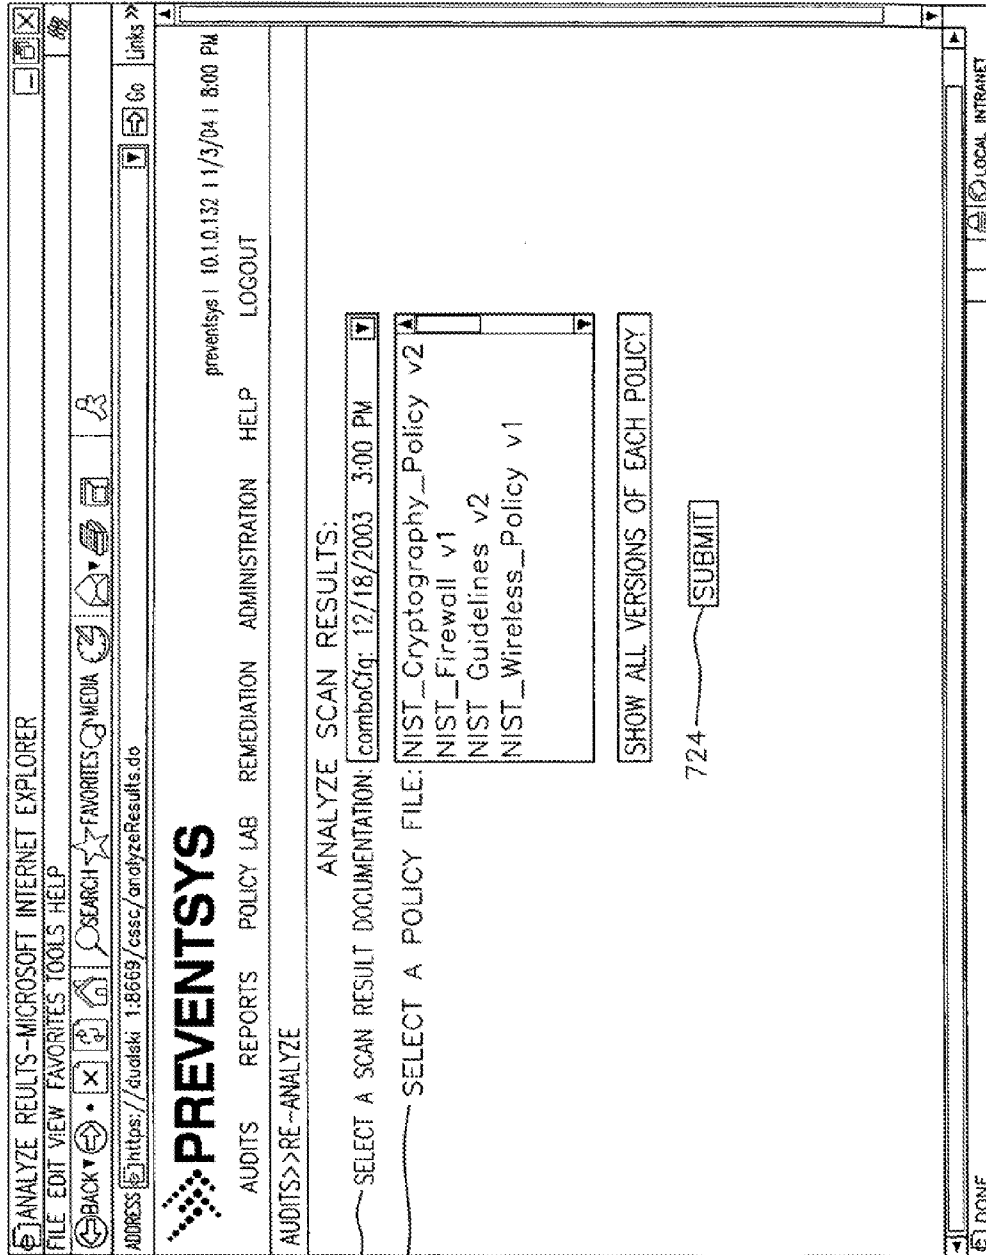 ANALYZE REULTS-MICROSOFT INTERNET EXPLORER
FILE EDIT VIEW FAVORITES TOOLS HELP
BACK SEARCH FAVORITES MEDIA
ADDRESS https://dualski 1:8669/cssc/analyzeResults.do Go Links »
PREVENTSYS
preventsys | 10.1.0.132 | 1/3/04 | 8:00 PM
AUDITS REPORTS POLICY LAB REMEDIATION ADMINISTRATION HELP LOGOUT
AUDITS>>RE-ANALYZE
ANALYZE SCAN RESULTS:
SELECT A SCAN RESULT DOCUMENTATION: comboCfg: 12/18/2003 3:00 PM
SELECT A POLICY FILE: NIST_Cryptography_Policy v2
NIST_Firewall v1
NIST Guidelines v2
NIST_Wireless_Policy v1
SHOW ALL VERSIONS OF EACH POLICY
724 SUBMIT
DONE LOCAL INTRANET